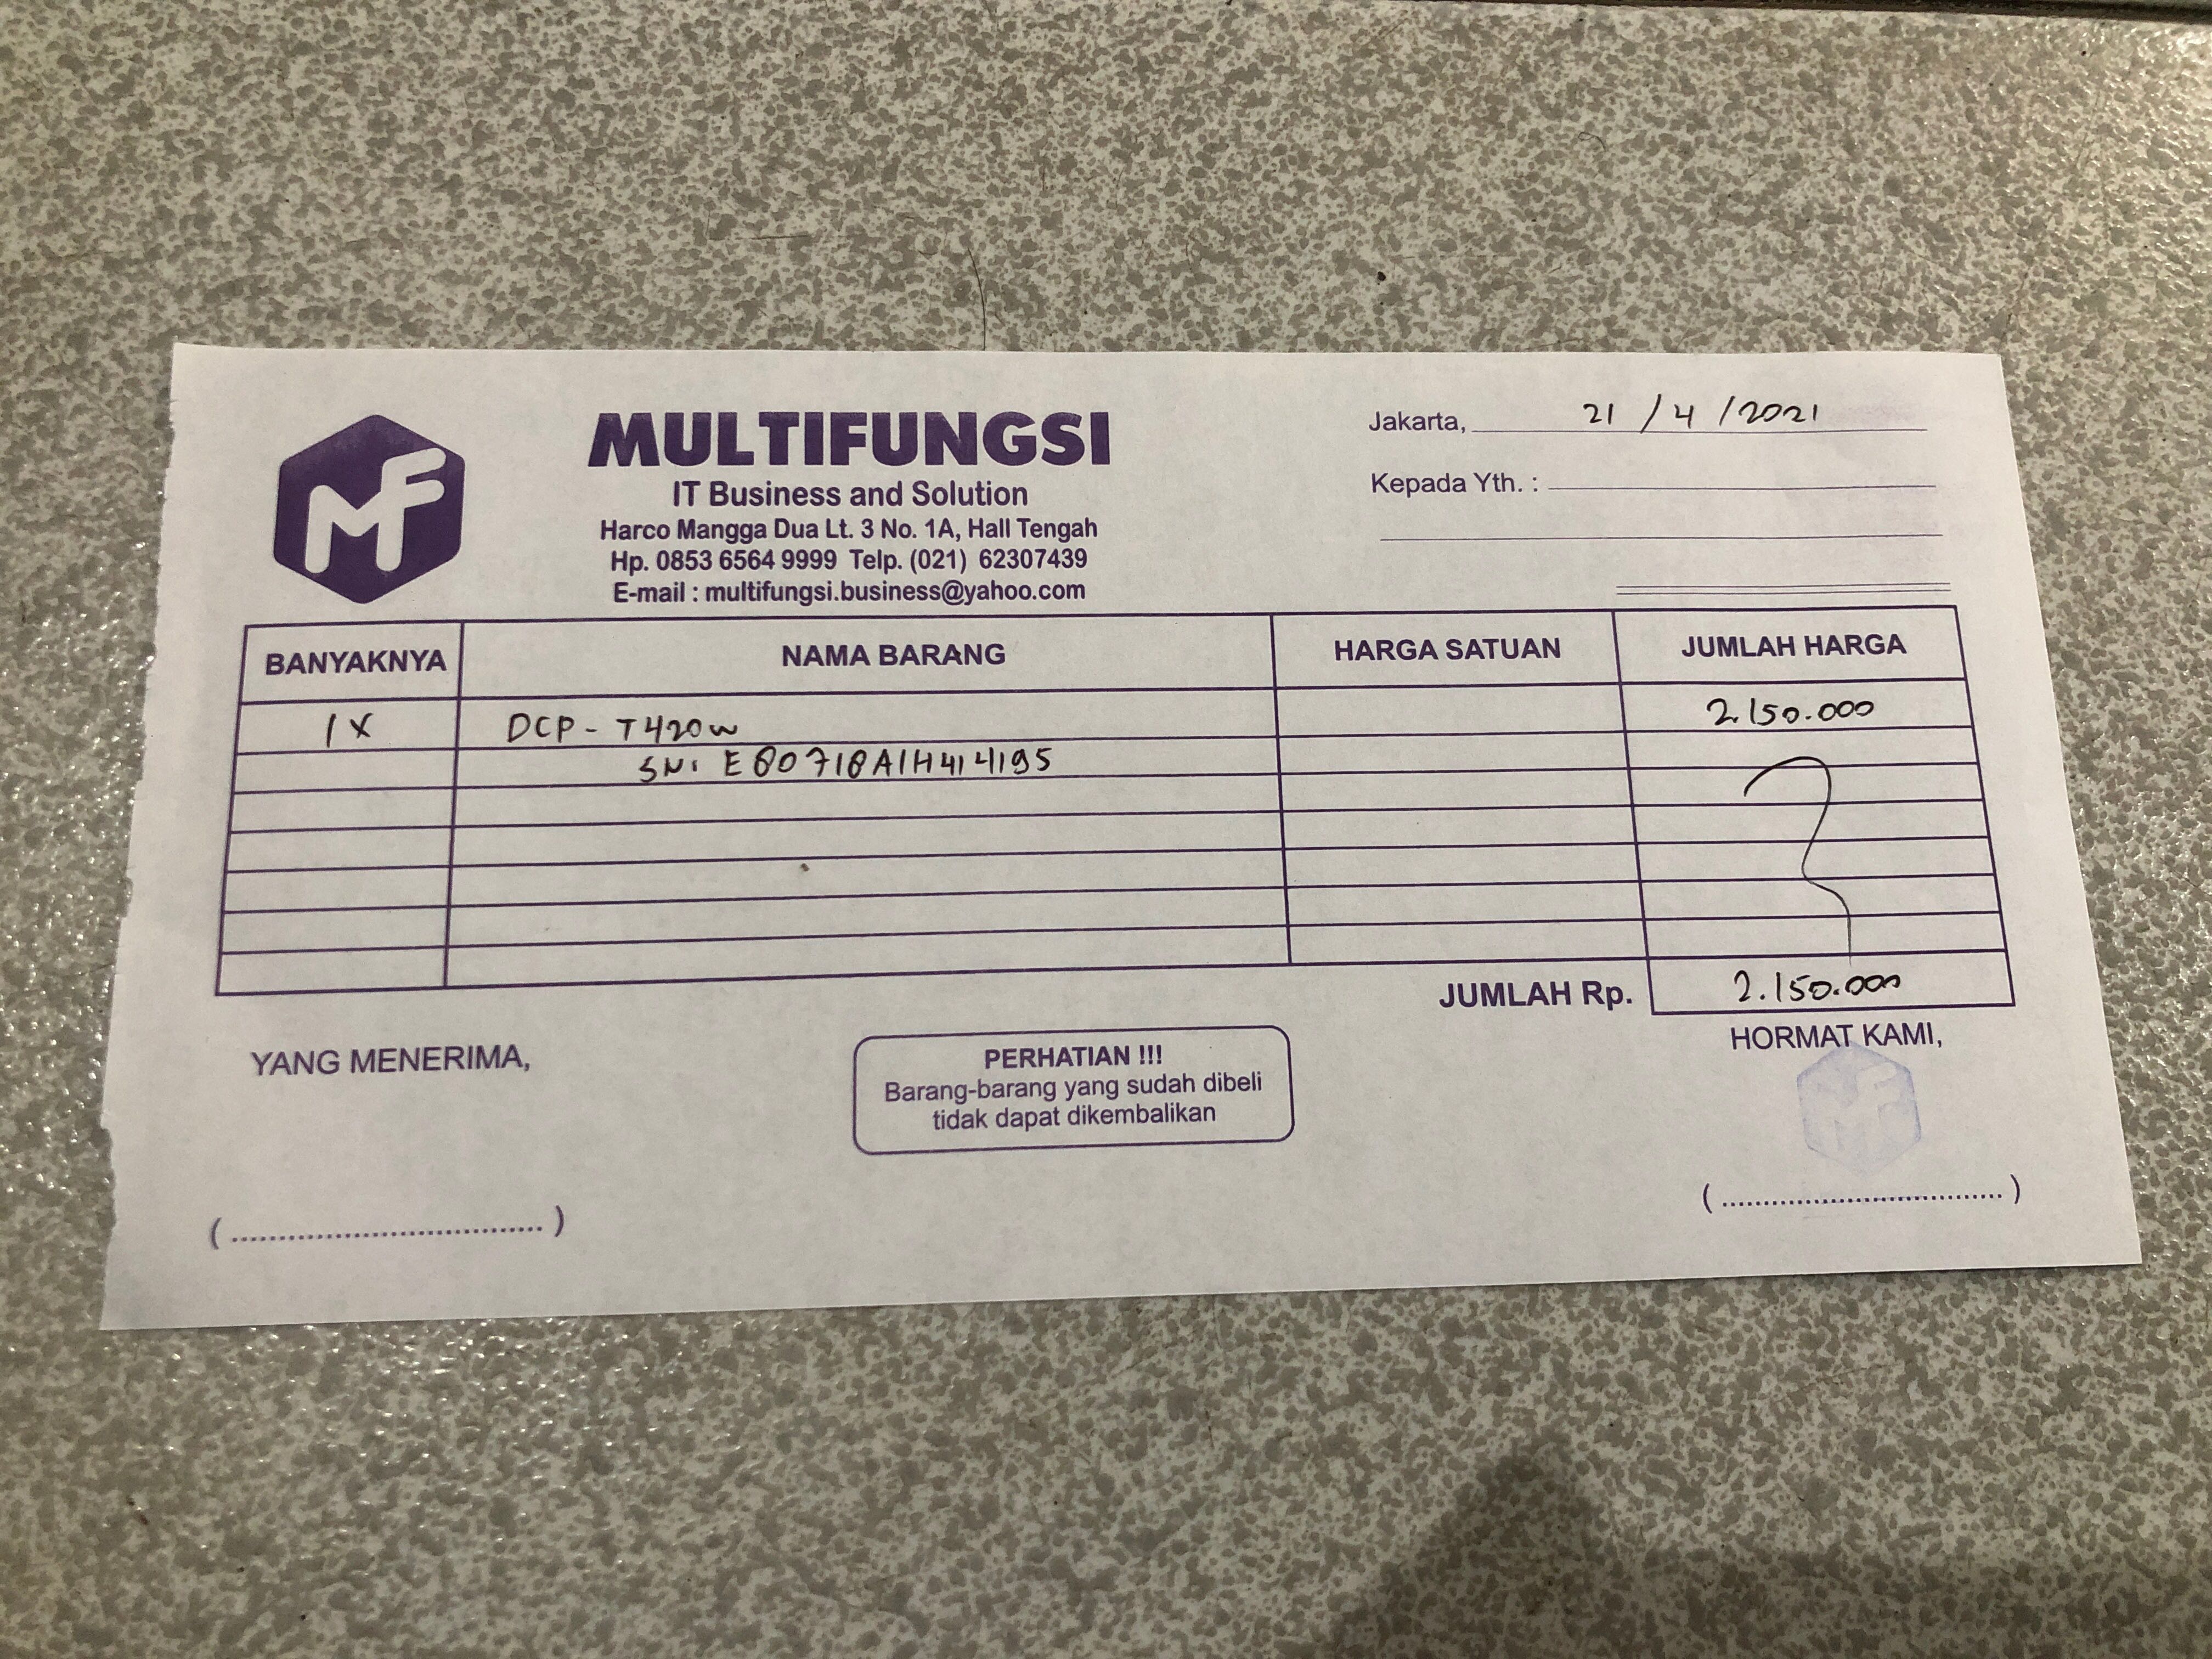 MF
MULTIFUNGSI
IT Business and Solution
Harco Mangga Dua Lt. 3 No. 1A, Hall Tengah
Hp. 0853 6564 9999 Telp. (021) 62307439
E-mail : multifungsi.business@yahoo.com
Jakarta, 21 / 4 / 2021
Kepada Yth. :
BANYAKNYA NAMA BARANG HARGA SATUAN JUMLAH HARGA
1 X DCP - T420W 2.150.000
SN: E80718A1H414195
JUMLAH Rp. 2.150.000
YANG MENERIMA,
PERHATIAN !!!
Barang-barang yang sudah dibeli
tidak dapat dikembalikan
HORMAT KAMI,
MF
(....................................)
(....................................)